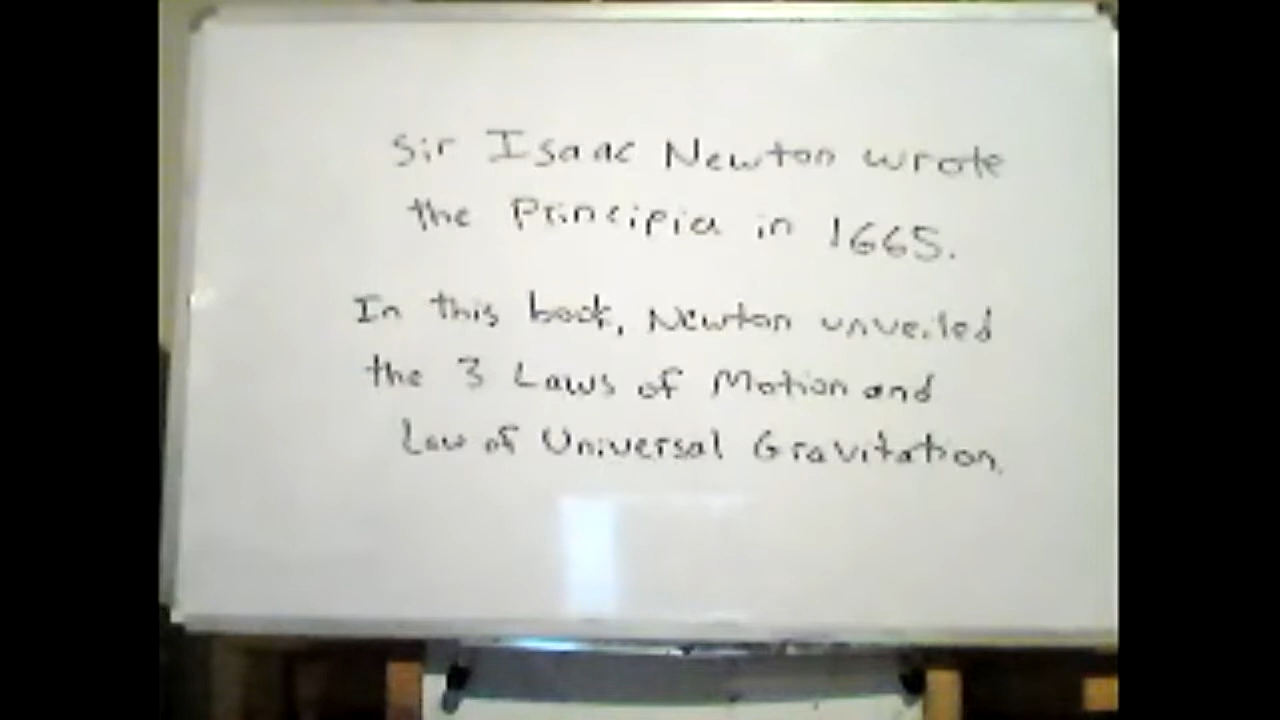 Sir Isaac Newton wrote
the Principia in 1665.
In this book, Newton unveiled
the 3 Laws of Motion and
Law of Universal Gravitation.